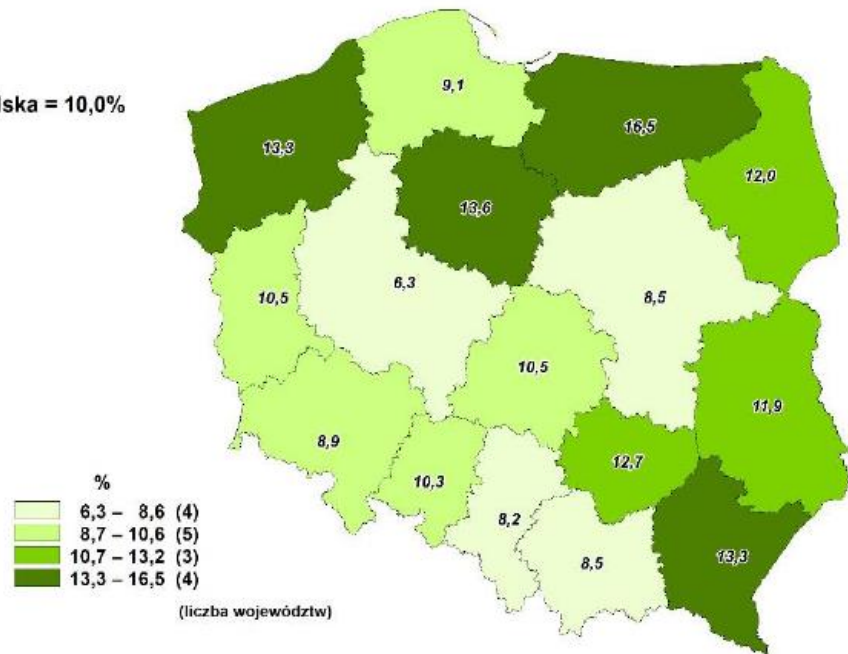 lska = 10,0%
9,1
16,5
13,3
12,0
13,6
6,3
8,5
10,5
10,5
11,9
8,9
12,7
10,3
8,2
8,5
13,3
%
6,3 – 8,6 (4)
8,7 – 10,6 (5)
10,7 – 13,2 (3)
13,3 – 16,5 (4)
(liczba województw)